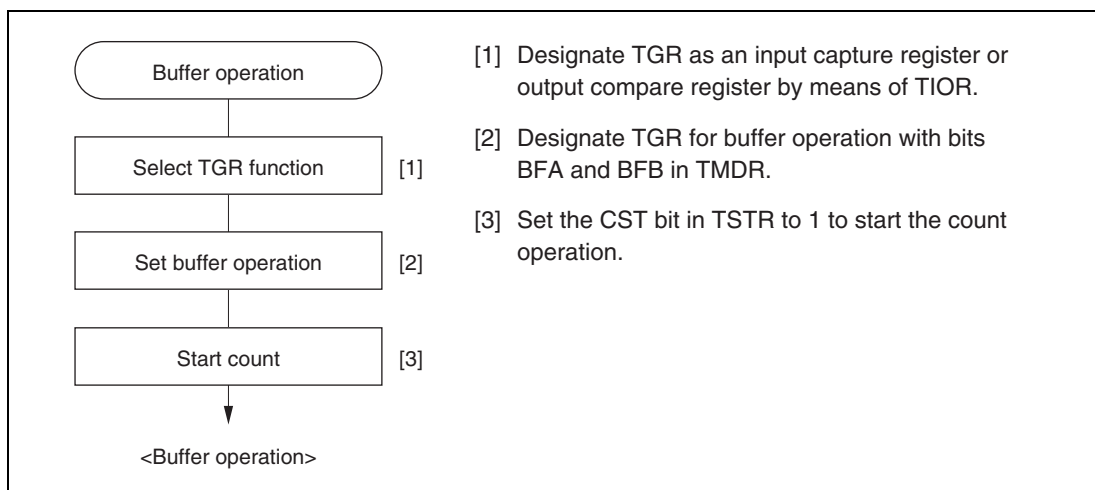 Buffer operation
Select TGR function
[1]
Set buffer operation
[2]
Start count
[3]
<Buffer operation>
[1] Designate TGR as an input capture register or
output compare register by means of TIOR.
[2] Designate TGR for buffer operation with bits
BFA and BFB in TMDR.
[3] Set the CST bit in TSTR to 1 to start the count
operation.